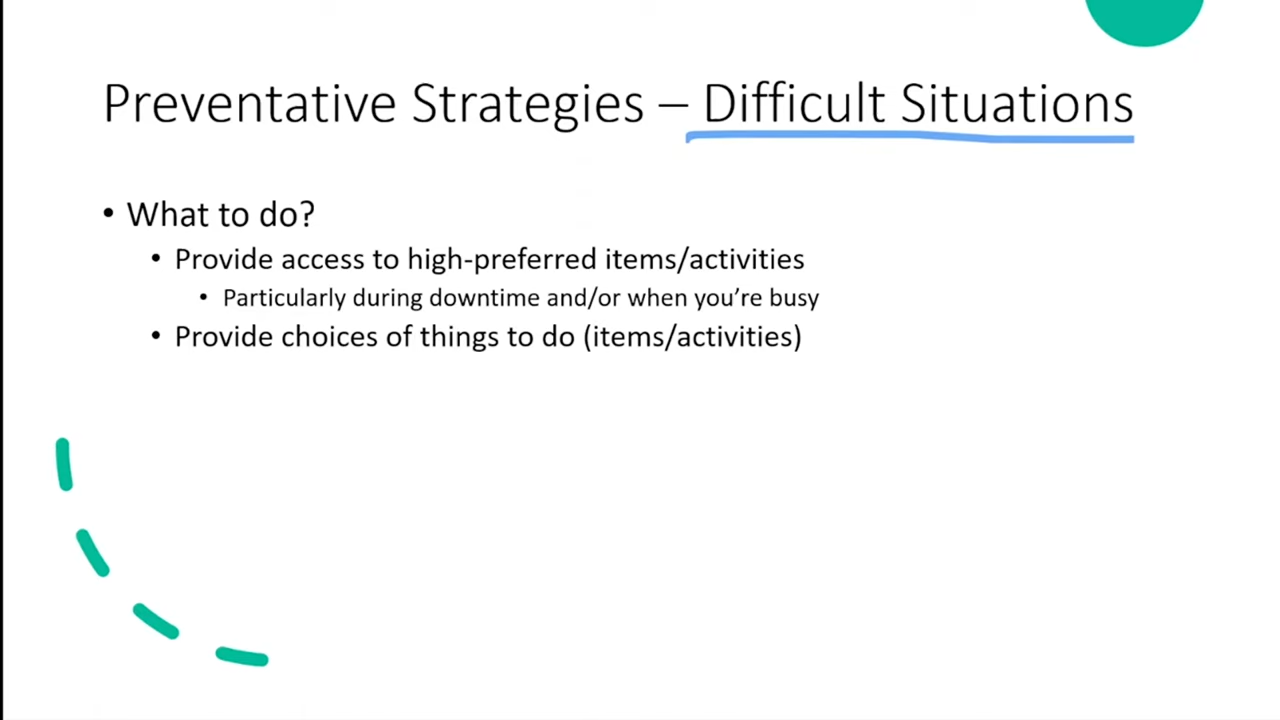 Preventative Strategies – Difficult Situations
• What to do?
• Provide access to high-preferred items/activities
• Particularly during downtime and/or when you’re busy
• Provide choices of things to do (items/activities)